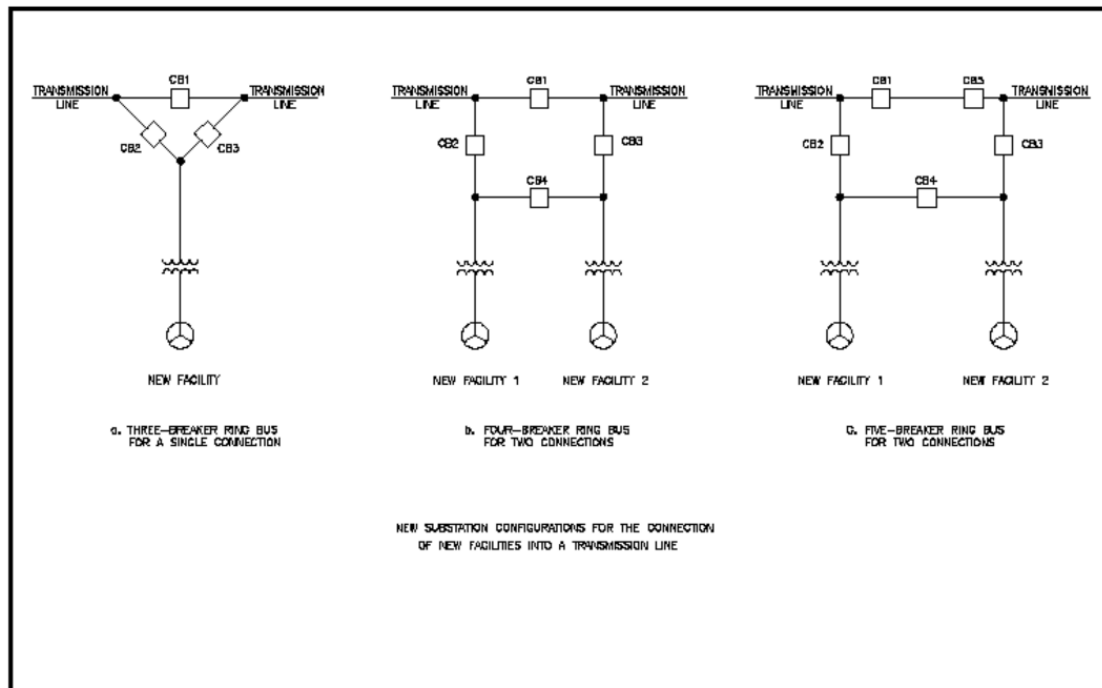 CB1
TRANSMISSION
LINE
TRANSMISSION
LINE
CB2
CB3
NEW FACILITY
a. THREE-BREAKER RING BUS
FOR A SINGLE CONNECTION
CB1
TRANSMISSION
LINE
TRANSMISSION
LINE
CB2
CB3
CB4
NEW FACILITY 1
NEW FACILITY 2
b. FOUR-BREAKER RING BUS
FOR TWO CONNECTIONS
CB1
CB5
TRANSMISSION
LINE
TRANSMISSION
LINE
CB2
CB3
CB4
NEW FACILITY 1
NEW FACILITY 2
C. FIVE-BREAKER RING BUS
FOR TWO CONNECTIONS
NEW SUBSTATION CONFIGURATIONS FOR THE CONNECTION
OF NEW FACILITIES INTO A TRANSMISSION LINE